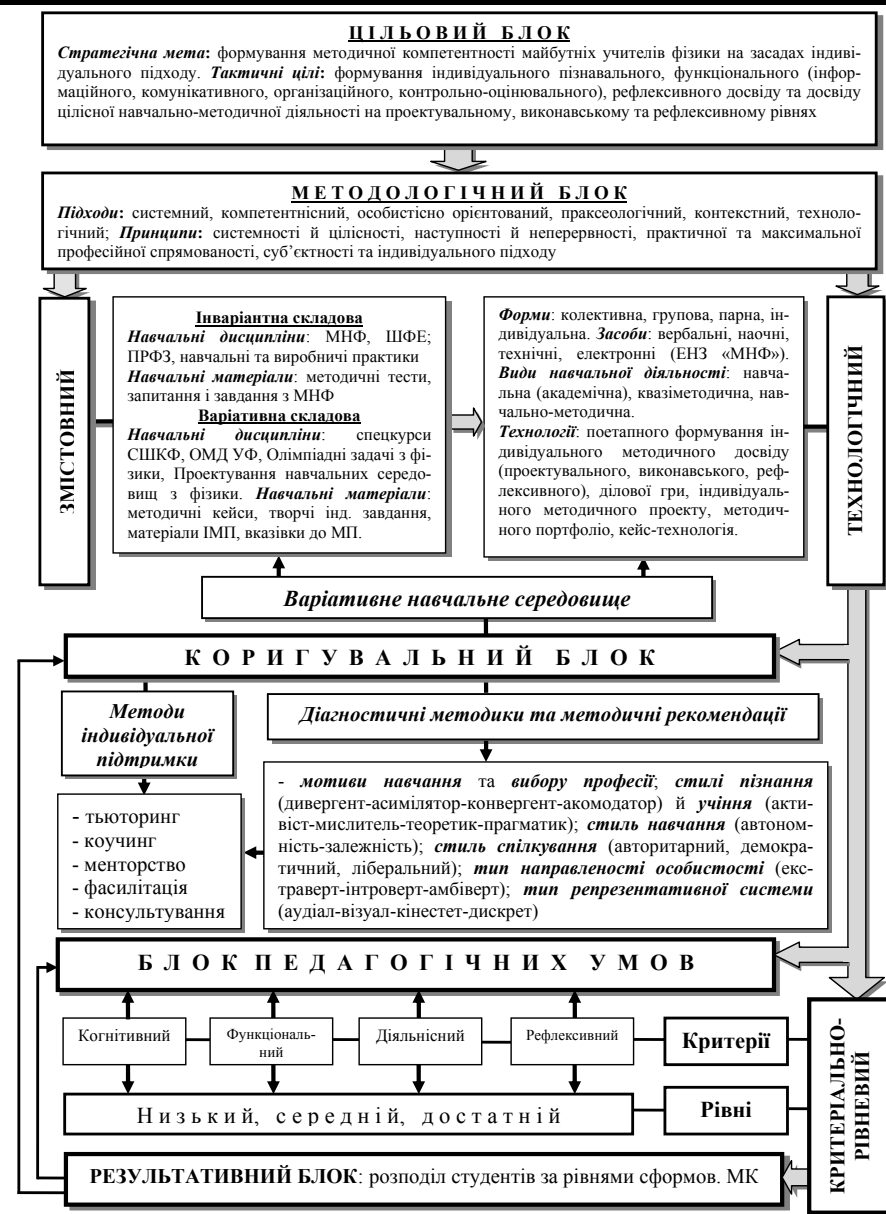 ЦІЛЬОВИЙ БЛОК
Стратегічна мета: формування методичної компетентності майбутніх учителів фізики на засадах індиві-
дуального підходу. Тактичні цілі: формування індивідуального пізнавального, функціонального (інфор-
маційного, комунікативного, організаційного, контрольно-оцінювального), рефлексивного досвіду та досвіду
цілісної навчально-методичної діяльності на проектувальному, виконавському та рефлексивному рівнях
МЕТОДОЛОГІЧНИЙ БЛОК
Підходи: системний, компетентнісний, особистісно орієнтований, праксеологічний, контекстний, техноло-
гічний; Принципи: системності й цілісності, наступності й неперервності, практичної та максимальної
професійної спрямованості, суб’єктності та індивідуального підходу
ЗМІСТОВНИЙ
Інваріантна складова
Навчальні дисципліни: МНФ, ШФЕ;
ПРФЗ, навчальні та виробничі практики
Навчальні матеріали: методичні тести,
запитання і завдання з МНФ
Варіативна складова
Навчальні дисципліни: спецкурси
СШКФ, ОМД УФ, Олімпіадні задачі з фі-
зики, Проектування навчальних середо-
вищ з фізики. Навчальні матеріали:
методичні кейси, творчі інд. завдання,
матеріали ІМП, вказівки до МП.
Форми: колективна, групова, парна, ін-
дивідуальна. Засоби: вербальні, наочні,
технічні, електронні (ЕНЗ «МНФ»).
Види навчальної діяльності: навча-
льна (академічна), квазіметодична, нав-
чально-методична.
Технології: поетапного формування ін-
дивідуального методичного досвіду
(проектувального, виконавського, реф-
лексивного), ділової гри, індивідуаль-
ного методичного проекту, методич-
ного портфоліо, кейс-технологія.
ТЕХНОЛОГІЧНИЙ
Варіативне навчальне середовище
КОРИГУВАЛЬНИЙ БЛОК
Методи
індивідуальної
підтримки
Діагностичні методики та методичні рекомендації
- тьюторинг
- коучинг
- менторство
- фасилітація
- консультування
- мотиви навчання та вибору професії; стилі пізнання
(дивергент-асимілятор-конвергент-акомодатор) й учіння (акти-
віст-мислитель-теоретик-прагматик); стиль навчання (автоном-
ність-залежність); стиль спілкування (авторитарний, демокра-
тичний, ліберальний); тип направленості особистості (екс-
траверт-інтроверт-амбіверт); тип репрезентативної системи
(аудіал-візуал-кінестет-дискрет)
БЛОК ПЕДАГОГІЧНИХ УМОВ
Когнітивний
Функціональ-
ний
Діяльнісний
Рефлексивний
Критерії
Низький, середній, достатній
Рівні
КРИТЕРІАЛЬНО-
РІВНЕВИЙ
РЕЗУЛЬТАТИВНИЙ БЛОК: розподіл студентів за рівнями сформов. МК